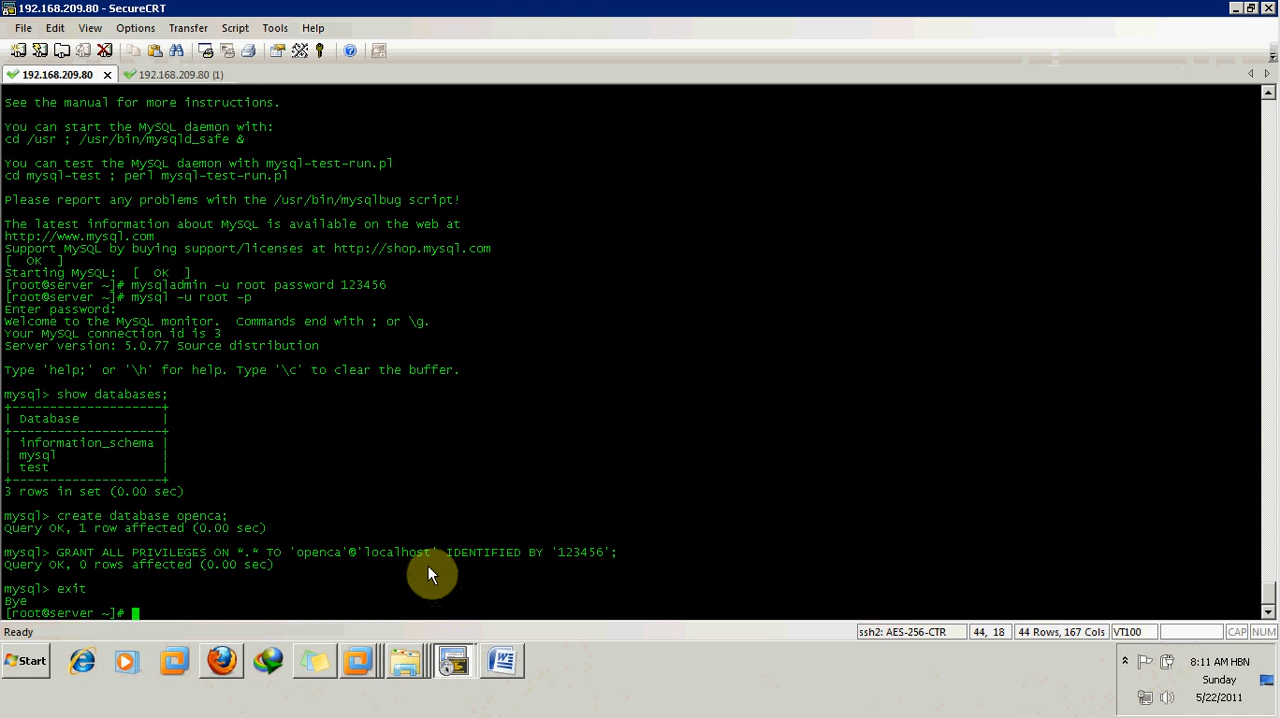 192.168.209.80 - SecureCRT
File Edit View Options Transfer Script Tools Help
192.168.209.80 192.168.209.80 (1)
See the manual for more instructions.
You can start the MySQL daemon with:
cd /usr ; /usr/bin/mysqld_safe &
You can test the MySQL daemon with mysql-test-run.pl
cd mysql-test ; perl mysql-test-run.pl
Please report any problems with the /usr/bin/mysqlbug script!
The latest information about MySQL is available on the web at
http://www.mysql.com
Support MySQL by buying support/licenses at http://shop.mysql.com
[ OK ]
Starting MySQL: [ OK ]
[root@server ~]# mysqladmin -u root password 123456
[root@server ~]# mysql -u root -p
Enter password:
Welcome to the MySQL monitor. Commands end with ; or \g.
Your MySQL connection id is 3
Server version: 5.0.77 Source distribution
Type 'help;' or '\h' for help. Type '\c' to clear the buffer.
mysql> show databases;
+--------------------+
| Database |
+--------------------+
| information_schema |
| mysql |
| test |
+--------------------+
3 rows in set (0.00 sec)
mysql> create database openca;
Query OK, 1 row affected (0.00 sec)
mysql> GRANT ALL PRIVILEGES ON *.* TO 'openca'@'localhost' IDENTIFIED BY '123456';
Query OK, 0 rows affected (0.00 sec)
mysql> exit
Bye
[root@server ~]#
Ready ssh2: AES-256-CTR 44, 18 44 Rows, 167 Cols VT100 CAP NUM
Start 8:11 AM HBN
Sunday
5/22/2011